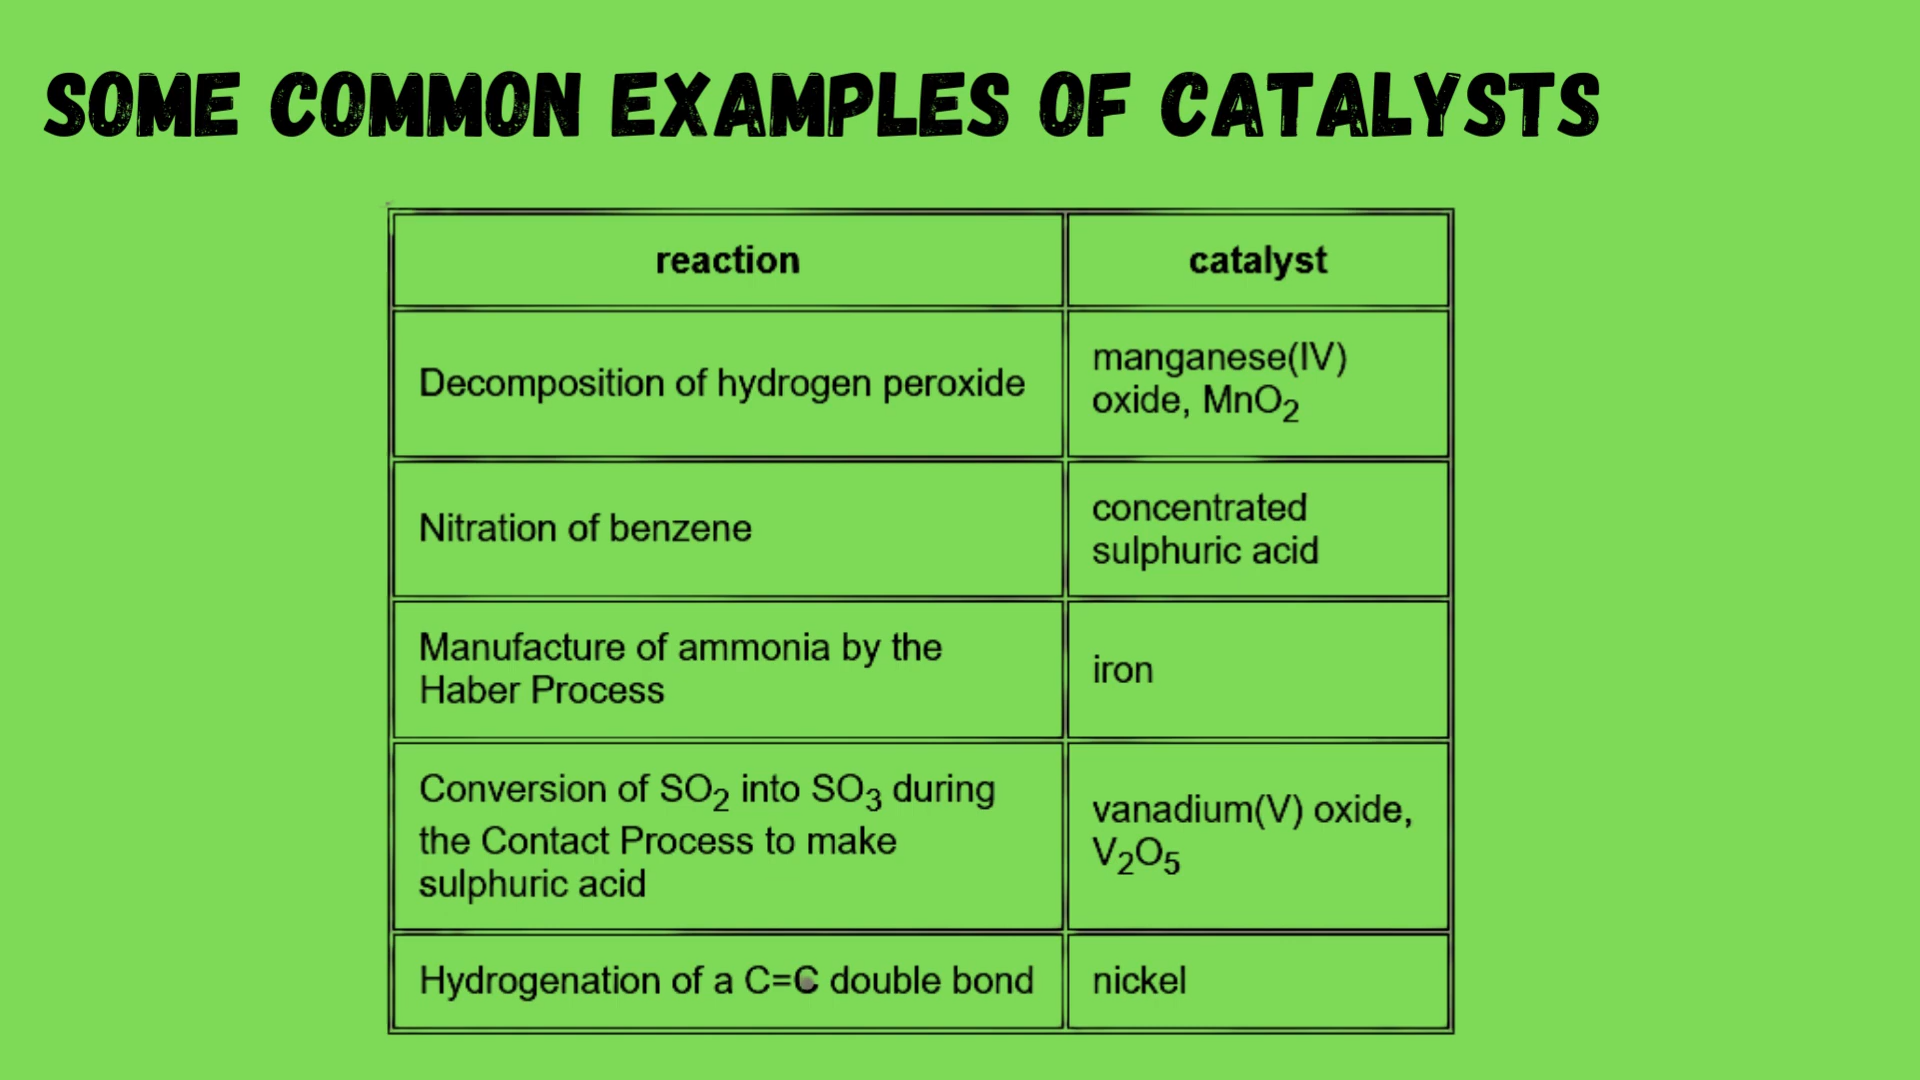 SOME COMMON EXAMPLES OF CATALYSTS
reaction
catalyst
Decomposition of hydrogen peroxide
manganese(IV)
oxide, MnO₂
Nitration of benzene
concentrated
sulphuric acid
Manufacture of ammonia by the
Haber Process
iron
Conversion of SO₂ into SO₃ during
the Contact Process to make
sulphuric acid
vanadium(V) oxide,
V₂O₅
Hydrogenation of a C=C double bond
nickel